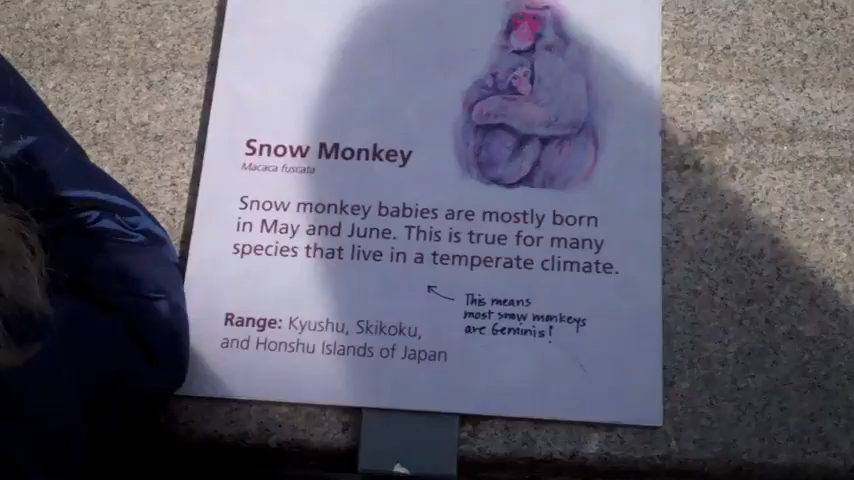 Snow Monkey
Macaca fuscata
Snow monkey babies are mostly born
in May and June. This is true for many
species that live in a temperate climate.
This means
most snow monkeys
are Geminis!
Range: Kyushu, Skikoku,
and Honshu Islands of Japan